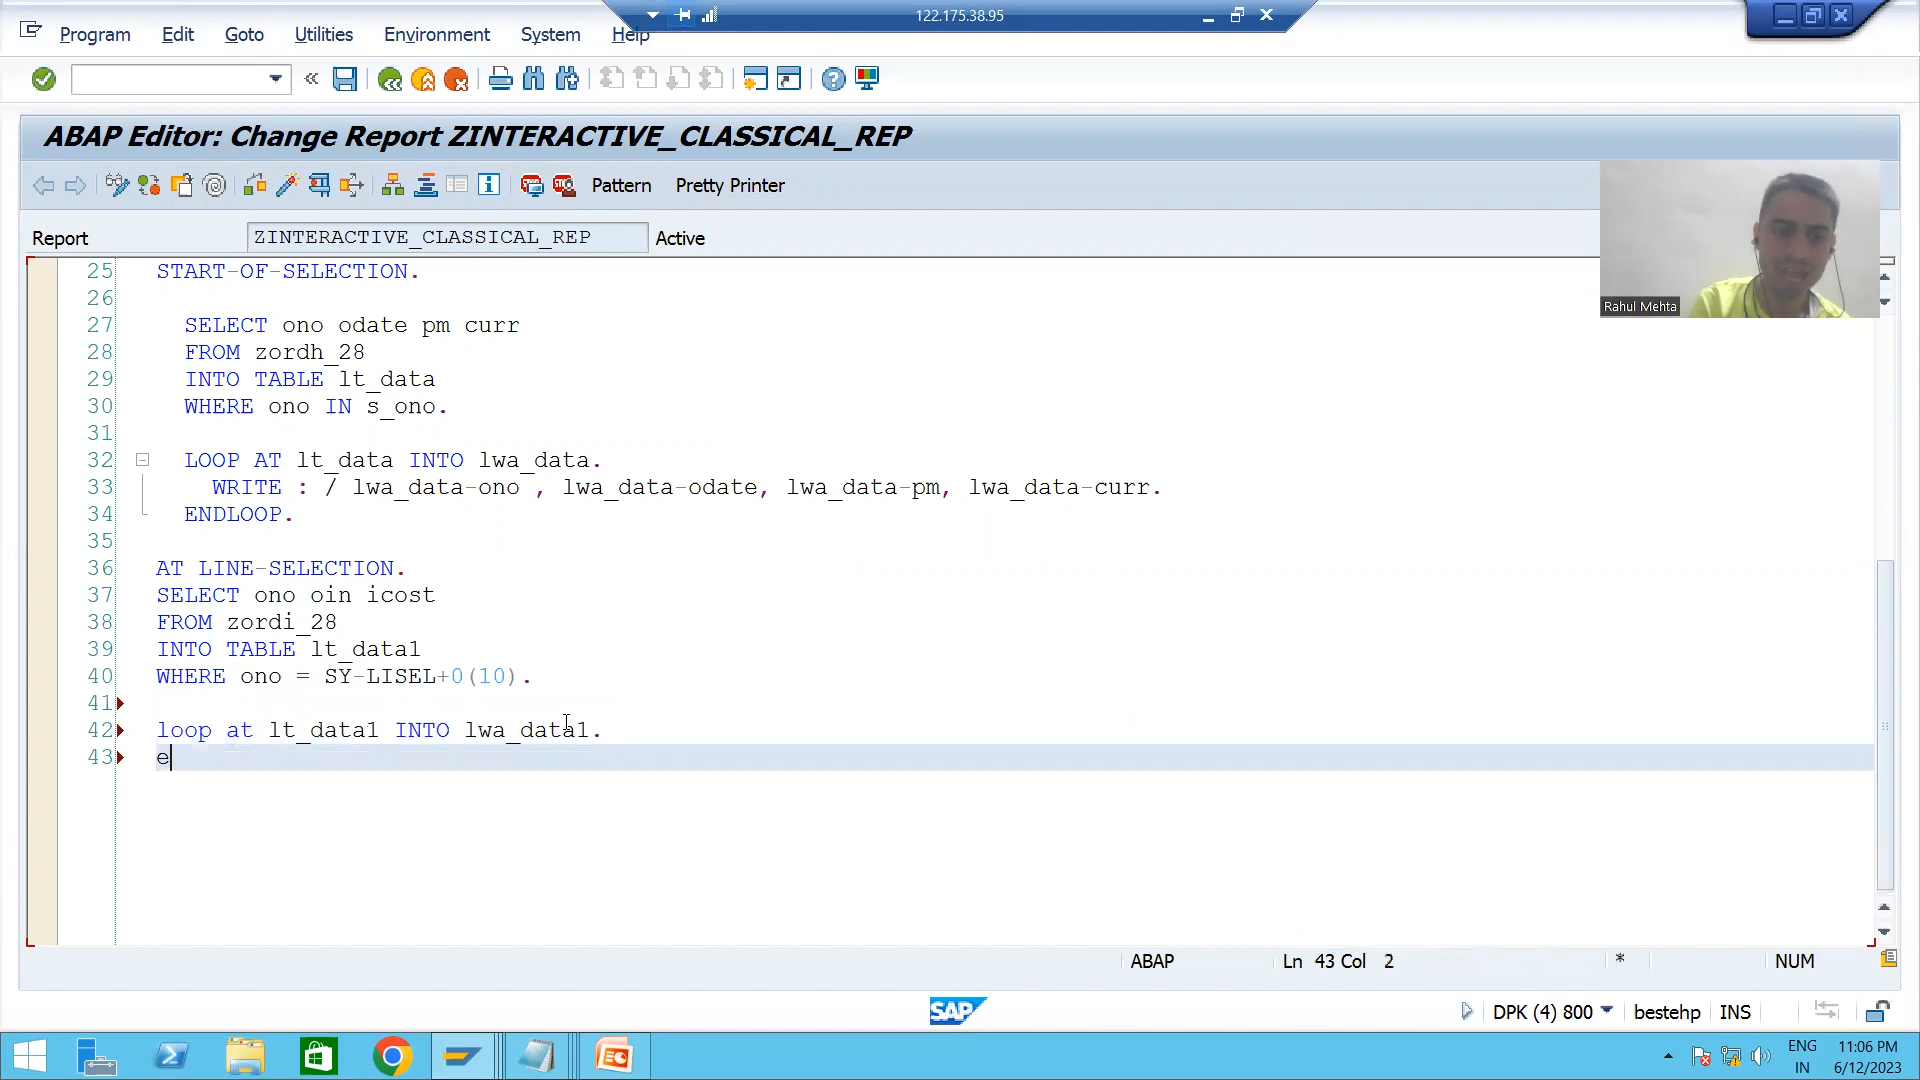 122.175.38.95
Program Edit Goto Utilities Environment System Help
ABAP Editor: Change Report ZINTERACTIVE_CLASSICAL_REP
Pattern Pretty Printer
Report ZINTERACTIVE_CLASSICAL_REP Active
Rahul Mehta
25 START-OF-SELECTION.
26
27 SELECT ono odate pm curr
28 FROM zordh_28
29 INTO TABLE lt_data
30 WHERE ono IN s_ono.
31
32 LOOP AT lt_data INTO lwa_data.
33 WRITE : / lwa_data-ono , lwa_data-odate, lwa_data-pm, lwa_data-curr.
34 ENDLOOP.
35
36 AT LINE-SELECTION.
37 SELECT ono oin icost
38 FROM zordi_28
39 INTO TABLE lt_data1
40 WHERE ono = SY-LISEL+0(10).
41
42 loop at lt_data1 INTO lwa_data1.
43 e
ABAP Ln 43 Col 2 * NUM
SAP DPK (4) 800 bestehp INS
ENG 11:06 PM
IN 6/12/2023